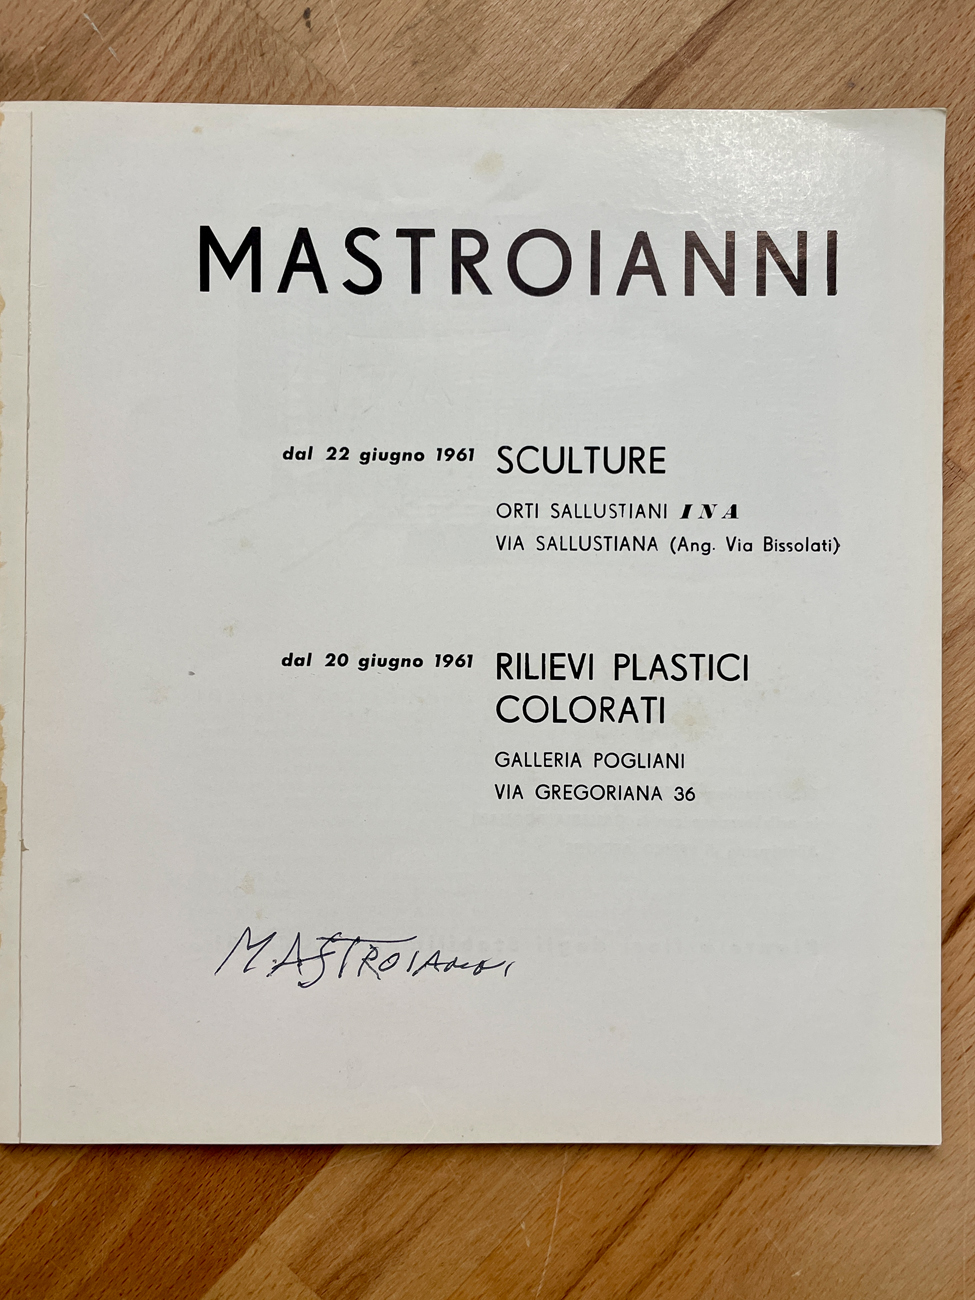 MASTROIANNI
dal 22 giugno 1961 SCULTURE
ORTI SALLUSTIANI INA
VIA SALLUSTIANA (Ang. Via Bissolati)
dal 20 giugno 1961 RILIEVI PLASTICI
COLORATI
GALLERIA POGLIANI
VIA GREGORIANA 36
MASTROIANNI